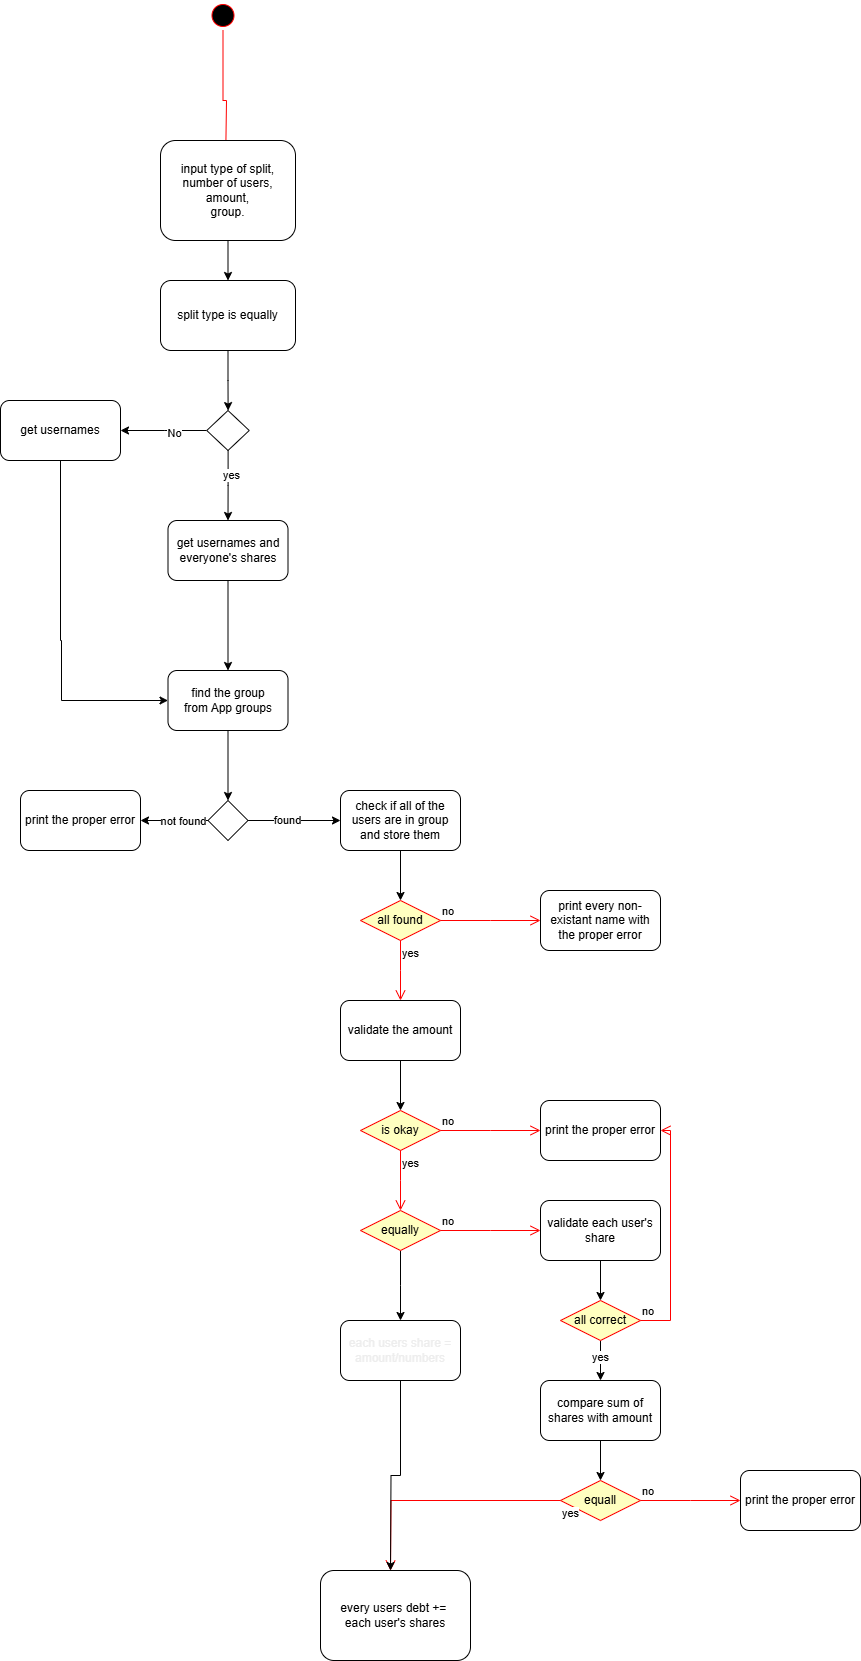 input type of split,
number of users,
amount,
group.
split type is equally
get usernames
No
yes
get usernames and
everyone's shares
find the group
from App groups
print the proper error
not found
found
check if all of the
users are in group
and store them
all found
no
print every non-
existant name with
the proper error
yes
validate the amount
is okay
no
print the proper error
yes
equally
no
validate each user's
share
all correct
no
each users share =
amount/numbers
yes
compare sum of
shares with amount
equall
no
print the proper error
yes
every users debt +=
each user's shares